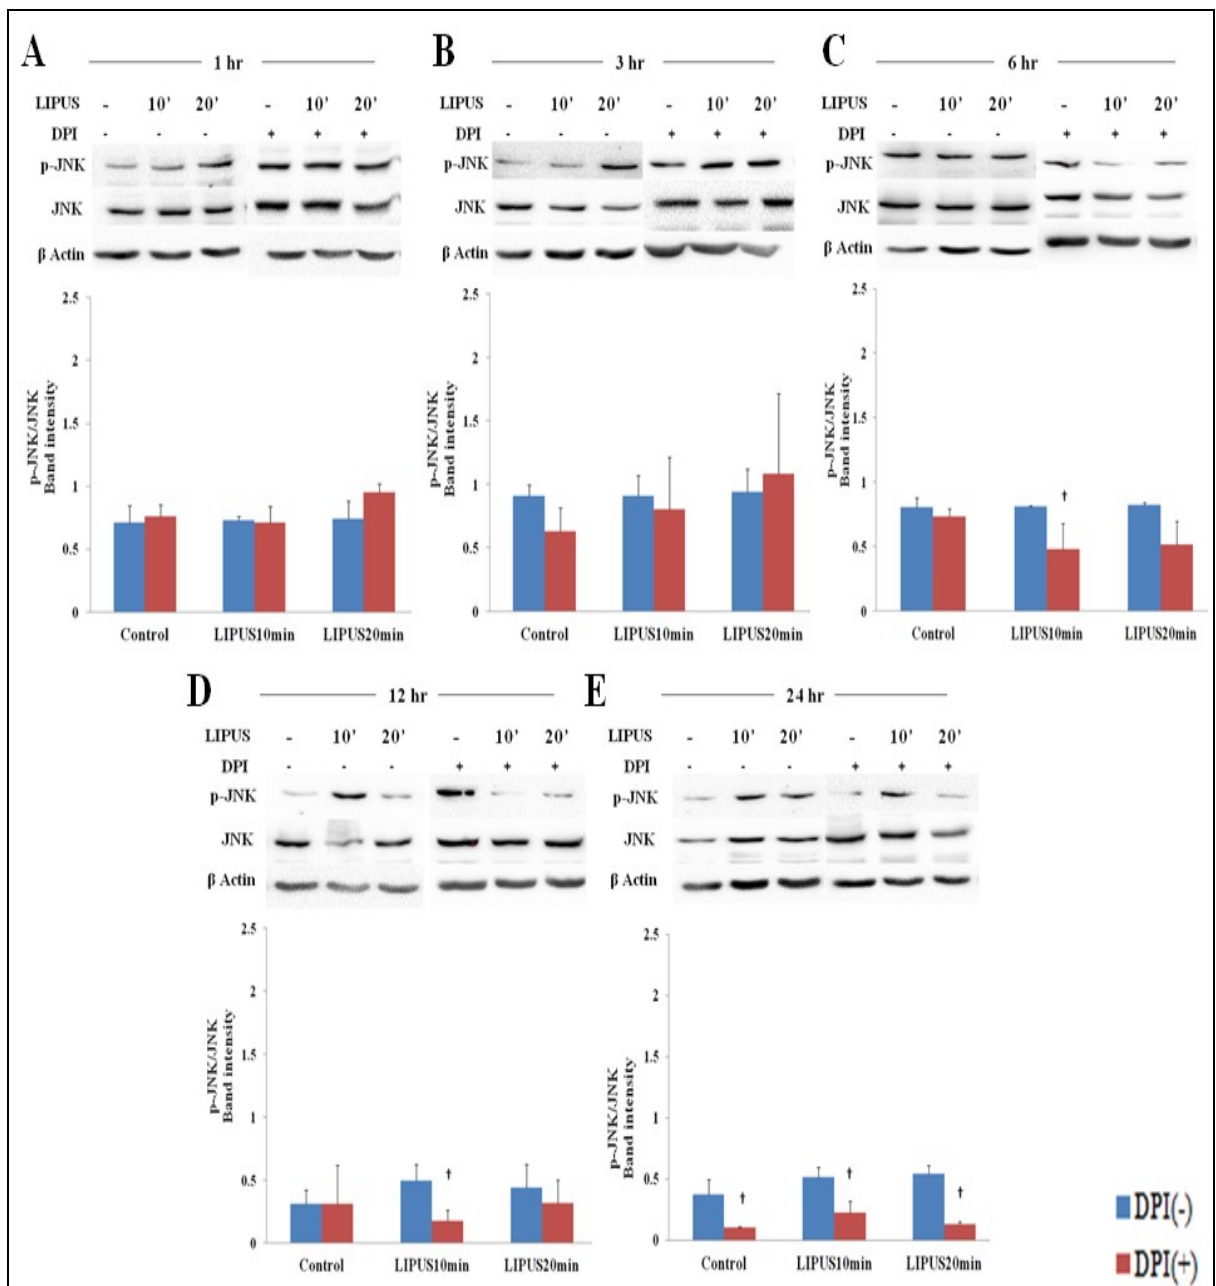 A 1 hr
LIPUS - 10' 20' - 10' 20'
DPI - - - + + +
p-JNK
JNK
β Actin
p-JNK/JNK
Band intensity
2.5
2
1.5
1
0.5
0
Control LIPUS10min LIPUS20min
B 3 hr
LIPUS - 10' 20' - 10' 20'
DPI - - - + + +
p-JNK
JNK
β Actin
p-JNK/JNK
Band intensity
2.5
2
1.5
1
0.5
0
Control LIPUS10min LIPUS20min
C 6 hr
LIPUS - 10' 20' - 10' 20'
DPI - - - + + +
p-JNK
JNK
β Actin
p-JNK/JNK
Band intensity
2.5
2
1.5
1
0.5
0
†
Control LIPUS10min LIPUS20min
D 12 hr
LIPUS - 10' 20' - 10' 20'
DPI - - - + + +
p-JNK
JNK
β Actin
p-JNK/JNK
Band intensity
2.5
2
1.5
1
0.5
0
†
Control LIPUS10min LIPUS20min
E 24 hr
LIPUS - 10' 20' - 10' 20'
DPI - - - + + +
p-JNK
JNK
β Actin
p-JNK/JNK
Band intensity
2.5
2
1.5
1
0.5
0
† † †
Control LIPUS10min LIPUS20min
DPI(-)
DPI(+)